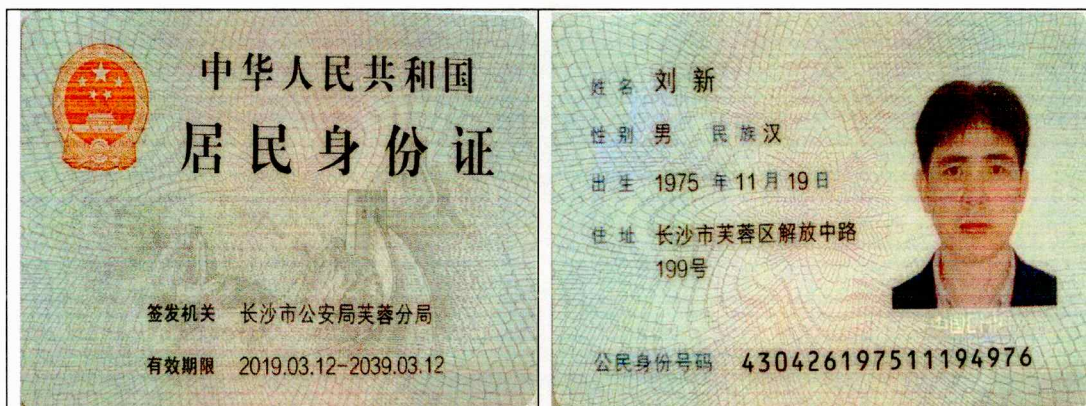 中华人民共和国
居民身份证
签发机关 长沙市公安局芙蓉分局
有效期限 2019.03.12-2039.03.12
姓名 刘新
性别 男 民族 汉
出生 1975 年 11 月 19 日
住址 长沙市芙蓉区解放中路
199号
公民身份号码 430426197511194976